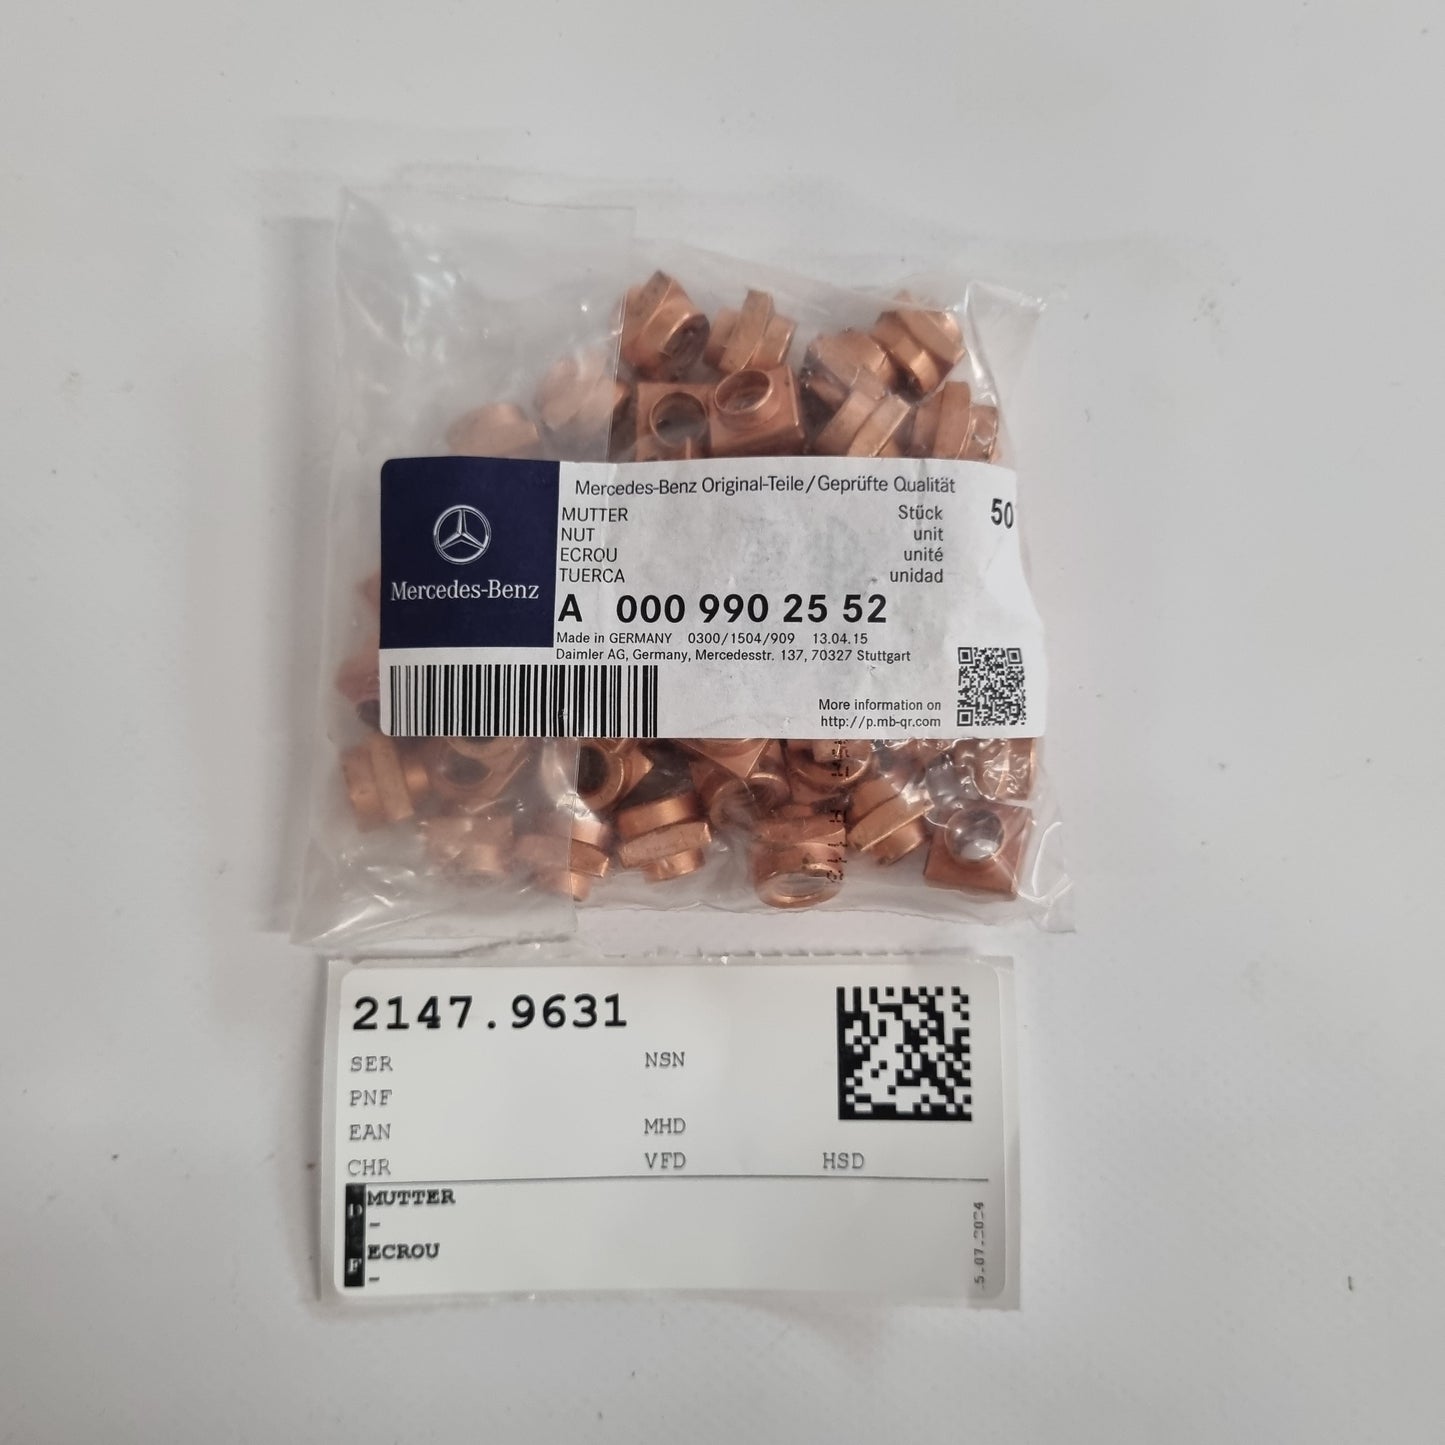 Mercedes-Benz Original-Teile/Geprüfte Qualität
MUTTER Stück 50
NUT unit
ECROU unité
TUERCA unidad
Mercedes-Benz
A 000 990 25 52
Made in GERMANY 0300/1504/909 13.04.15
Daimler AG, Germany, Mercedesstr. 137, 70327 Stuttgart
More information on
http://p.mb-qr.com
2147.9631
SER NSN
PNF
EAN MHD
CHR VFD HSD
D MUTTER
-
F ECROU
-